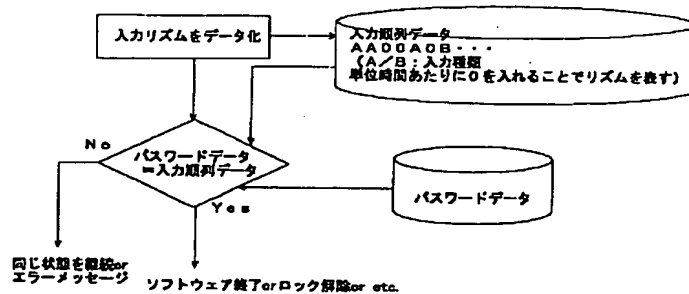 入力リズムをデータ化
入力順列データ
AA00A0B・・・
(A/B:入力種類
単位時間あたりに0を入れることでリズムを表す)
No
パスワードデータ
≒入力順列データ
Yes
パスワードデータ
同じ状態を継続or
エラーメッセージ
ソフトウェア終了orロック解除or etc.